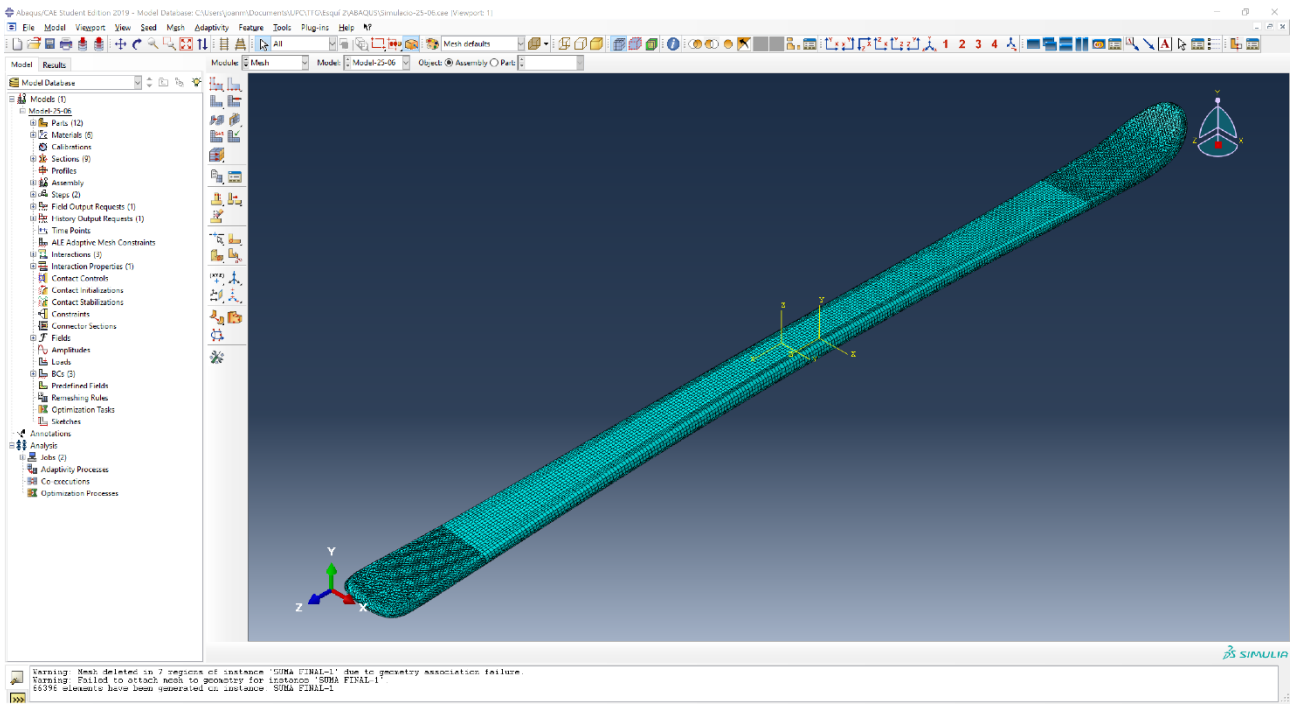 Abaqus/CAE Student Edition 2019 - Model Database: C:\Users\joanm\Documents\UPC\TFG\Esquí 2\ABAQUS\Simulacio-25-06.cae [Viewport: 1]
File Model Viewport View Seed Mesh Adaptivity Feature Tools Plug-ins Help
All Mesh defaults 1 2 3 4
Model Results Module: Mesh Model: Model-25-06 Object: Assembly Part:
Model Database
Models (1)
Model-25-06
Parts (12)
Materials (6)
Calibrations
Sections (9)
Profiles
Assembly
Steps (2)
Field Output Requests (1)
History Output Requests (1)
Time Points
ALE Adaptive Mesh Constraints
Interactions (3)
Interaction Properties (1)
Contact Controls
Contact Initializations
Contact Stabilizations
Constraints
Connector Sections
Fields
Amplitudes
Loads
BCs (3)
Predefined Fields
Remeshing Rules
Optimization Tasks
Sketches
Annotations
Analysis
Jobs (2)
Adaptivity Processes
Co-executions
Optimization Processes
Y
Z X
Z Y
X
Y
Z X
SIMULIA
Warning: Mesh deleted in 7 regions of instance 'SUMA FINAL-1' due to geometry association failure.
Warning: Failed to attach mesh to geometry for instance 'SUMA FINAL-1'
66396 elements have been generated on instance: SUMA FINAL-1